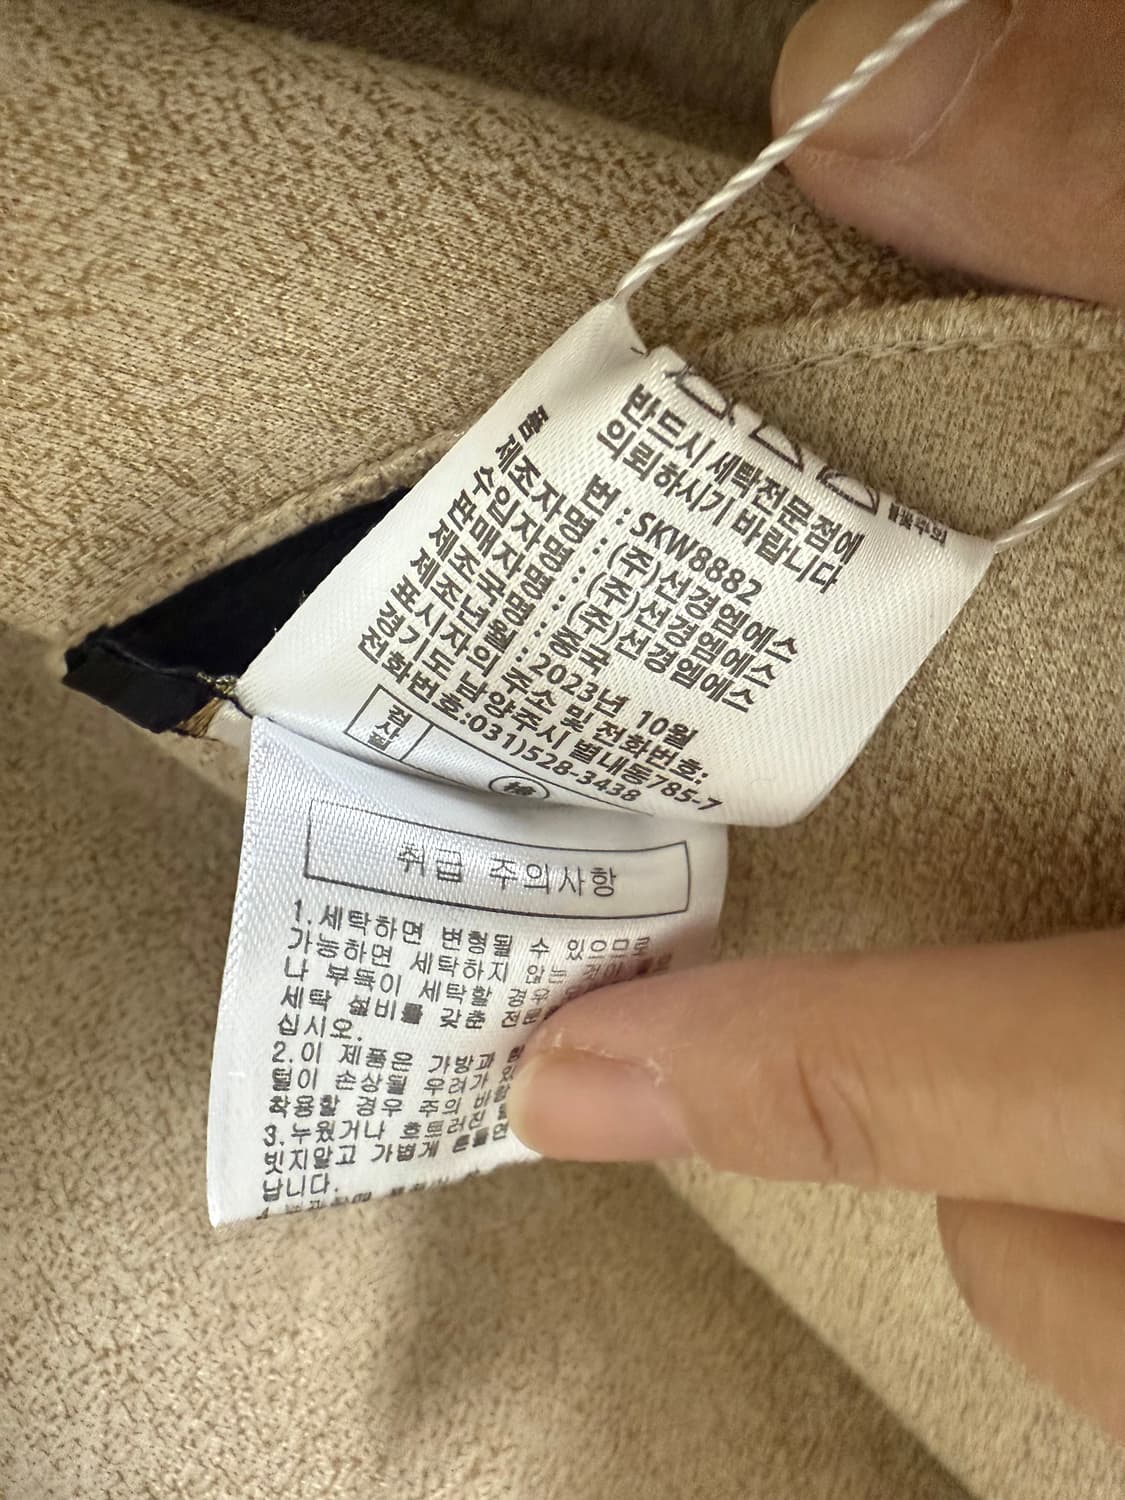 반드시 세탁전문점에
의뢰하시기 바랍니다
품 번 : SKW8882
제조자명 : (주)선경엠에스
수입자명 : (주)선경엠에스
판매자명 : (주)선경엠에스
제조국명 : 중국
제조년월 : 2023년 10월
표시자의 주소 및 전화번호:
경기도 남양주시 별내동785-7
전화번호:031)528-3438
검사필
檢
취급 주의사항
1.세탁하면 변형될 수 있으므로
가능하면 세탁하지 않는 것이
나 부득이 세탁할 경우
세탁 설비를 갖춘
십시오.
2.이 제품은 가방과
털이 손상될 우려가
착용할 경우 주의
3.누웠거나 흐트러진
빗지말고 가볍게
납니다.